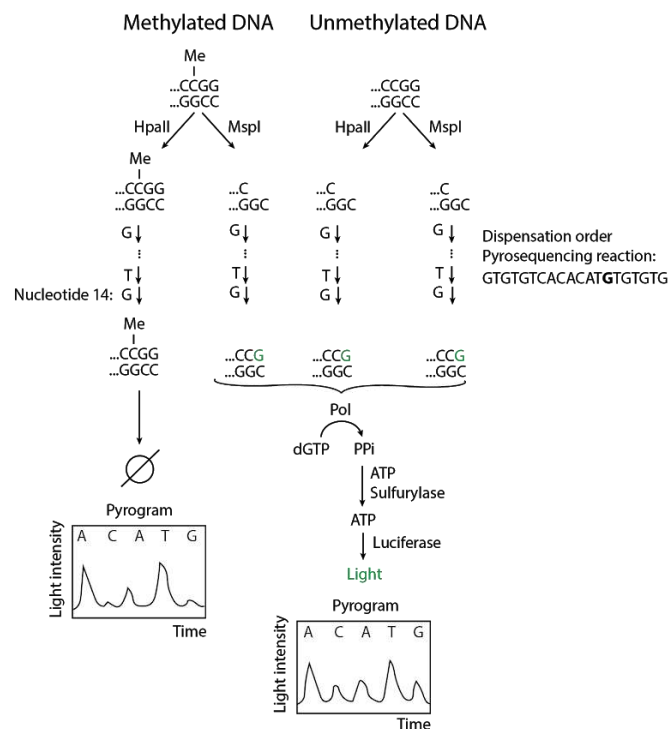 Methylated DNA Unmethylated DNA
Me
...CCGG ...CCGG
...GGCC ...GGCC
HpaII MspI HpaII MspI
Me
...CCGG ...C ...C ...C
...GGCC ...GGC ...GGC ...GGC
G G G G
⋮ ⋮ ⋮ ⋮
T T T T
Dispensation order
Pyrosequencing reaction:
GTGTGTCACACATGTGTGTG
Nucleotide 14: G G G G
Me
...CCGG ...CCG ...CCG ...CCG
...GGCC ...GGC ...GGC ...GGC
Pol
dGTP PPi
ATP
Sulfurylase
ATP
Luciferase
Light
Pyrogram
A C A T G
Light intensity
Time
Pyrogram
A C A T G
Light intensity
Time